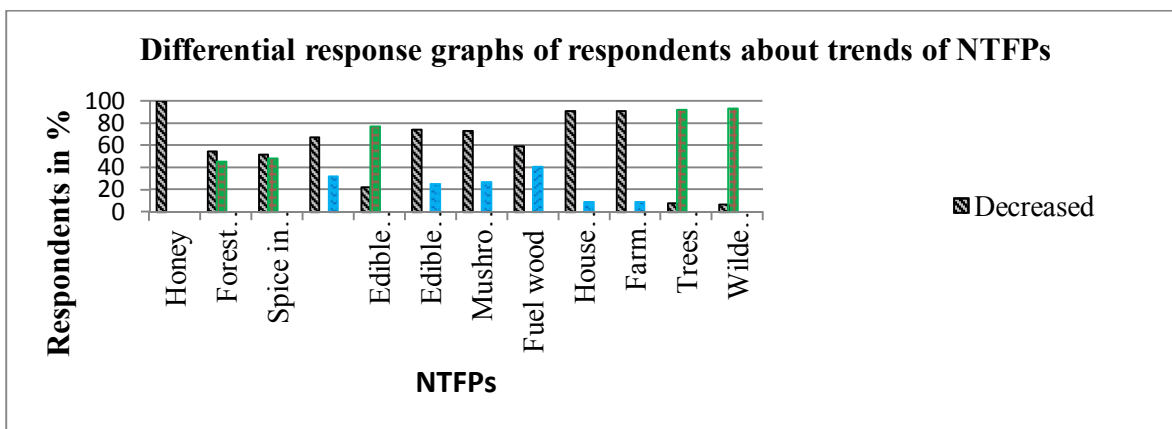 Differential response graphs of respondents about trends of NTFPs
Respondents in %
100
80
60
40
20
0
Honey
Forest…
Spice in…
Edible…
Edible…
Mushro…
Fuel wood
House…
Farm…
Trees…
Wilde…
NTFPs
Decreased